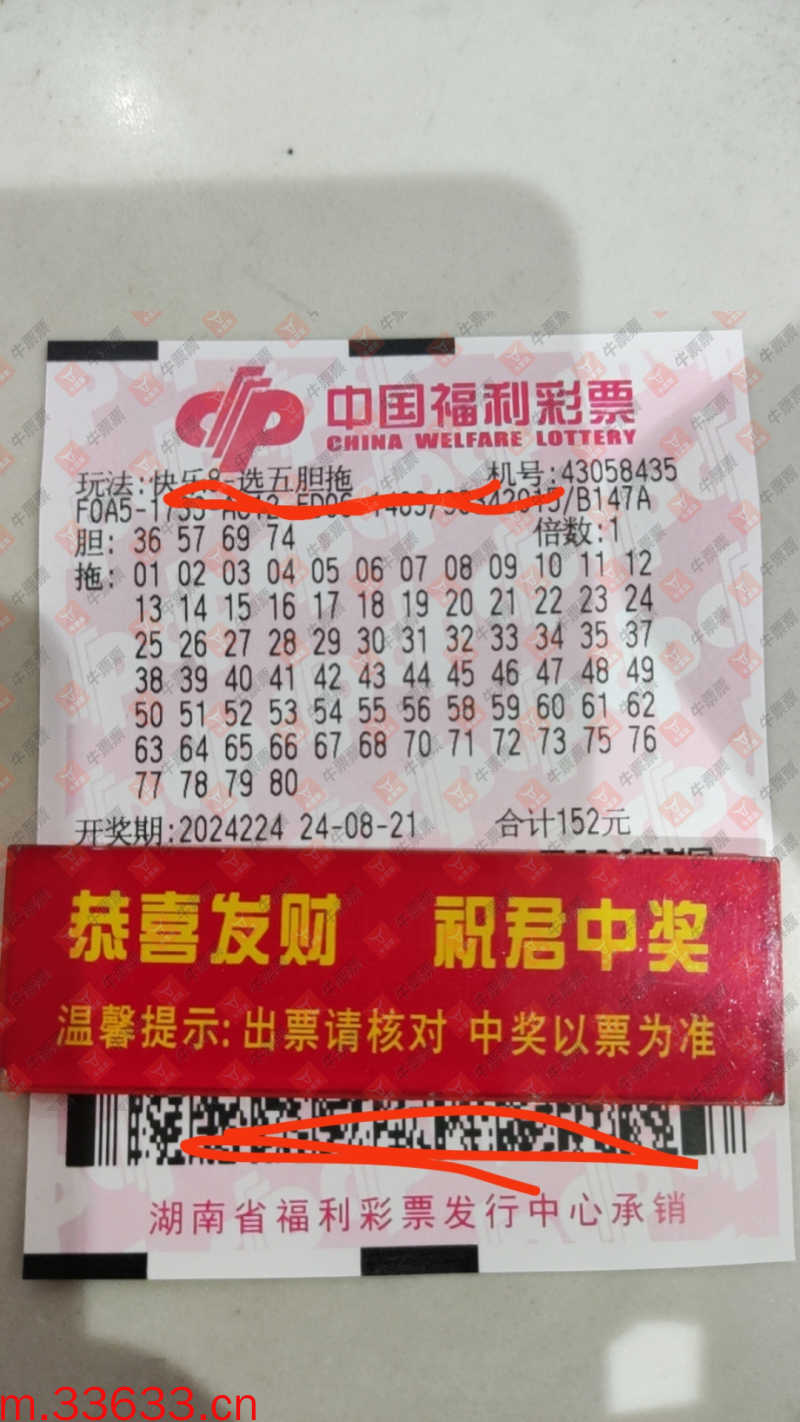 中国福利彩票
CHINA WELFARE LOTTERY
玩法:快乐8-选五胆拖 机号:43058435
F0A5- /B147A
胆: 36 57 69 74 倍数:1
拖: 01 02 03 04 05 06 07 08 09 10 11 12
13 14 15 16 17 18 19 20 21 22 23 24
25 26 27 28 29 30 31 32 33 34 35 37
38 39 40 41 42 43 44 45 46 47 48 49
50 51 52 53 54 55 56 58 59 60 61 62
63 64 65 66 67 68 70 71 72 73 75 76
77 78 79 80
开奖期:2024224 24-08-21 合计152元
恭喜发财 祝君中奖
温馨提示:出票请核对 中奖以票为准
湖南省福利彩票发行中心承销
m.33633.cn
牛票票